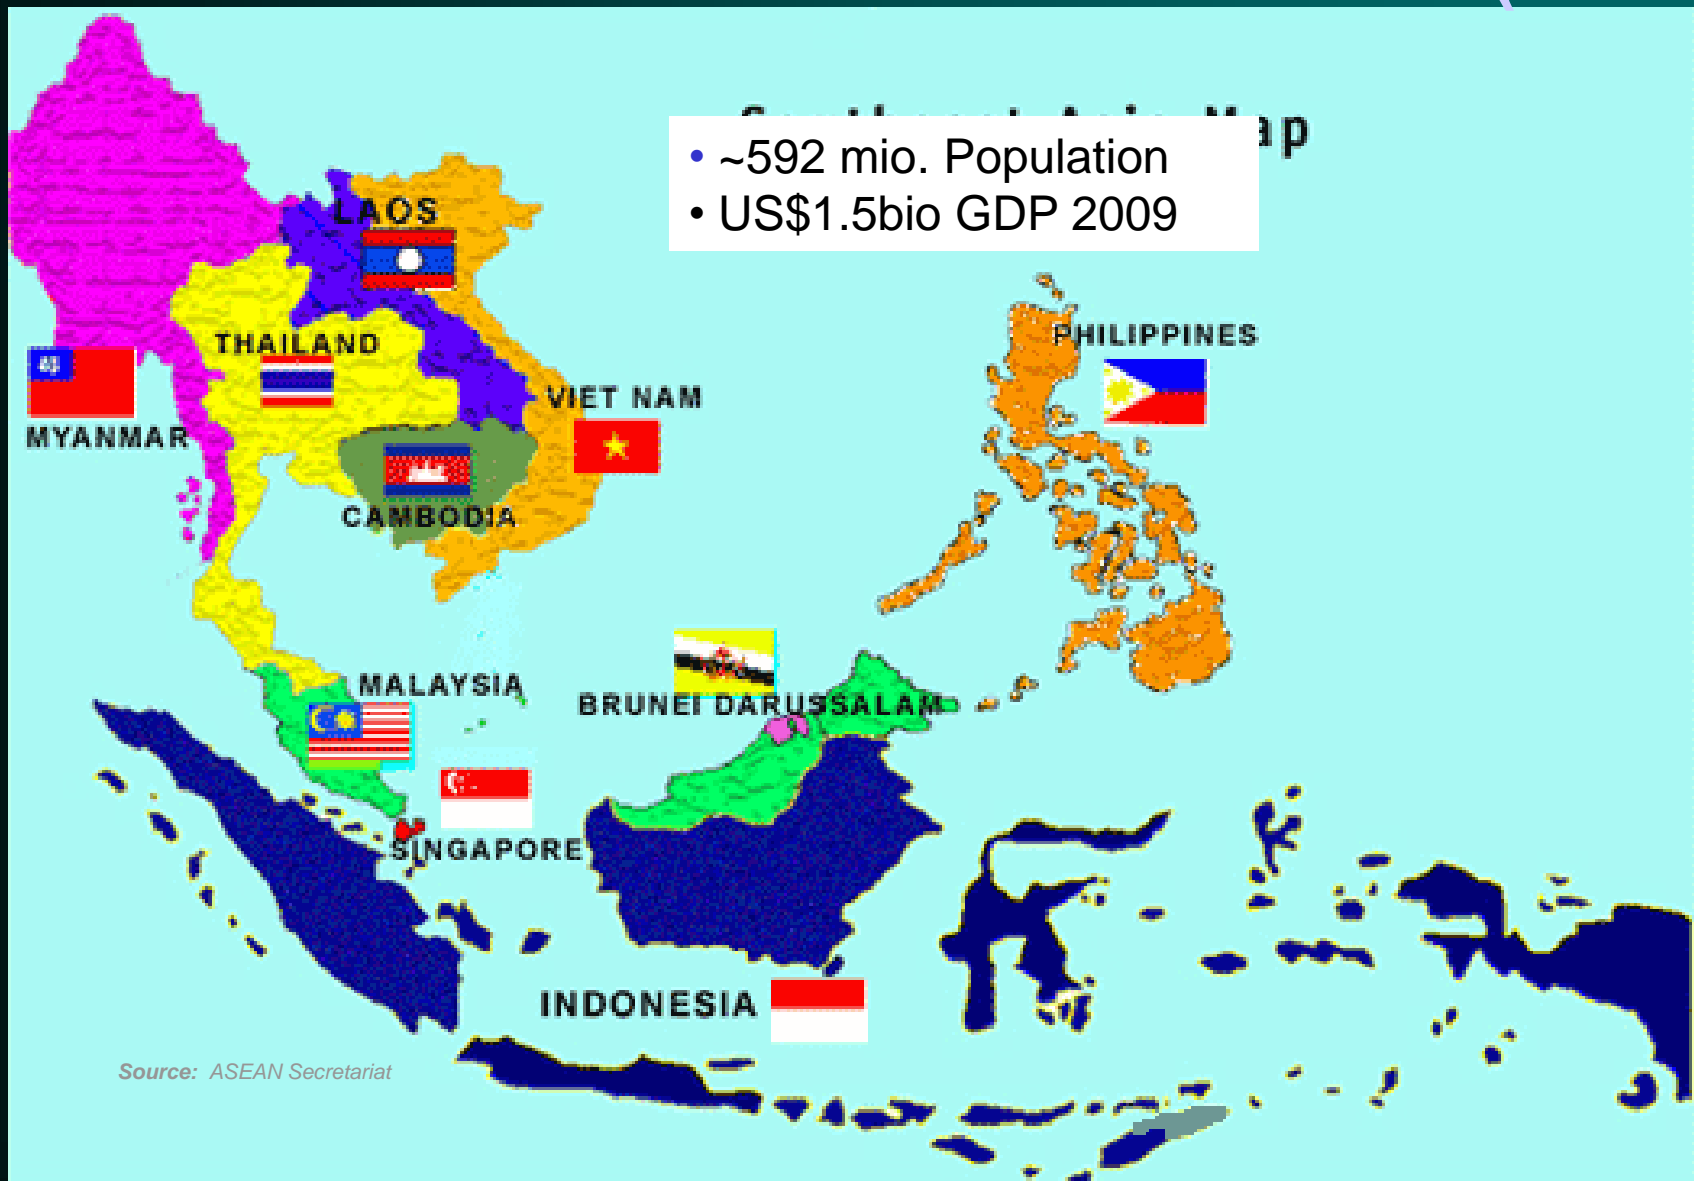 Map
• ~592 mio. Population
• US$1.5bio GDP 2009
LAOS
THAILAND
PHILIPPINES
VIET NAM
MYANMAR
CAMBODIA
MALAYSIA
BRUNEI DARUSSALAM
SINGAPORE
INDONESIA
Source: ASEAN Secretariat